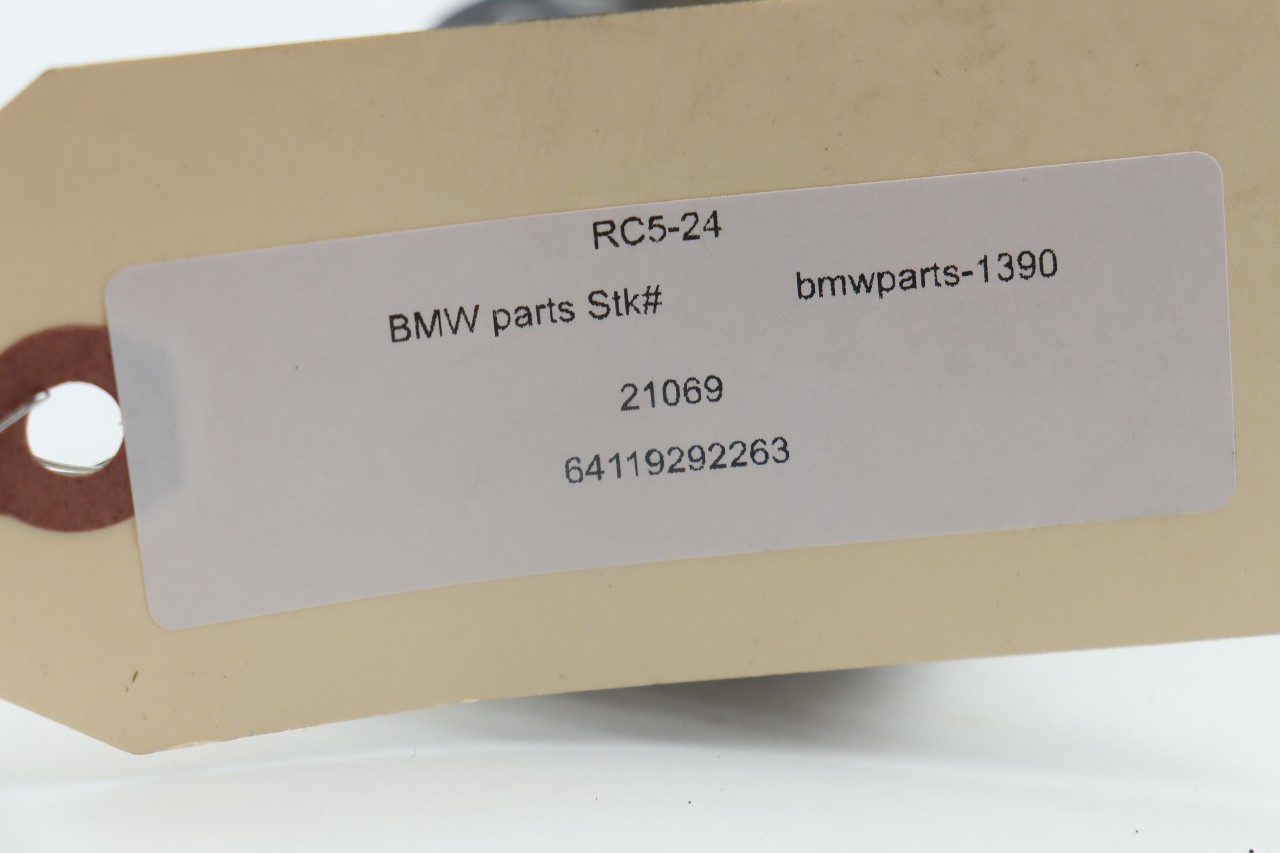 RC5-24
BMW parts Stk# bmwparts-1390
21069
64119292263